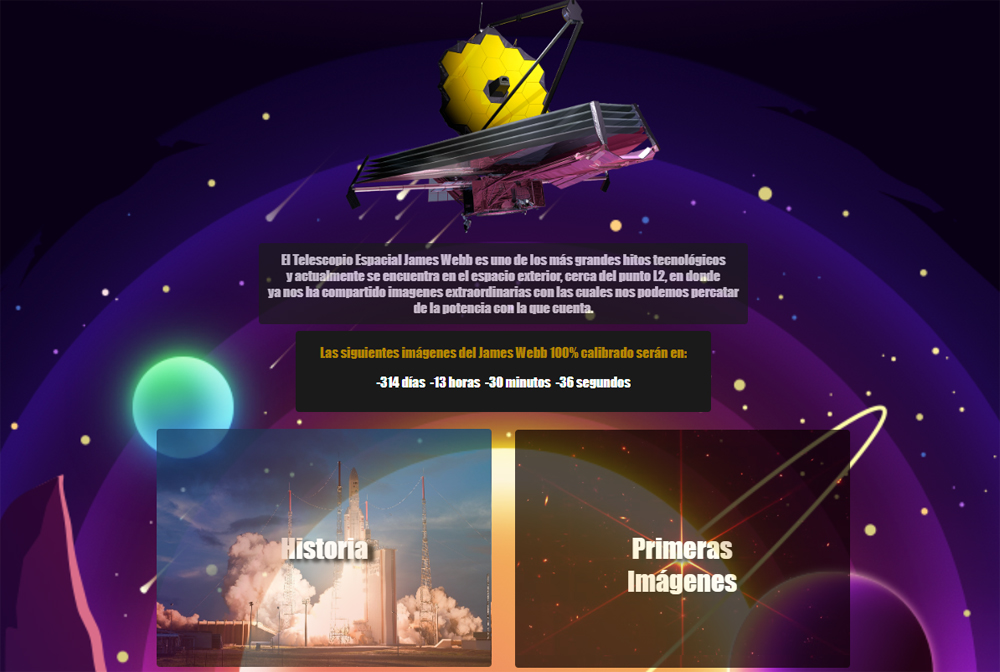 El Telescopio Espacial James Webb es uno de los más grandes hitos tecnológicos
y actualmente se encuentra en el espacio exterior, cerca del punto L2, en donde
ya nos ha compartido imagenes extraordinarias con las cuales nos podemos percatar
de la potencia con la que cuenta.
Las siguientes imágenes del James Webb 100% calibrado serán en:
-314 días -13 horas -30 minutos -36 segundos
Historia
Primeras
Imágenes